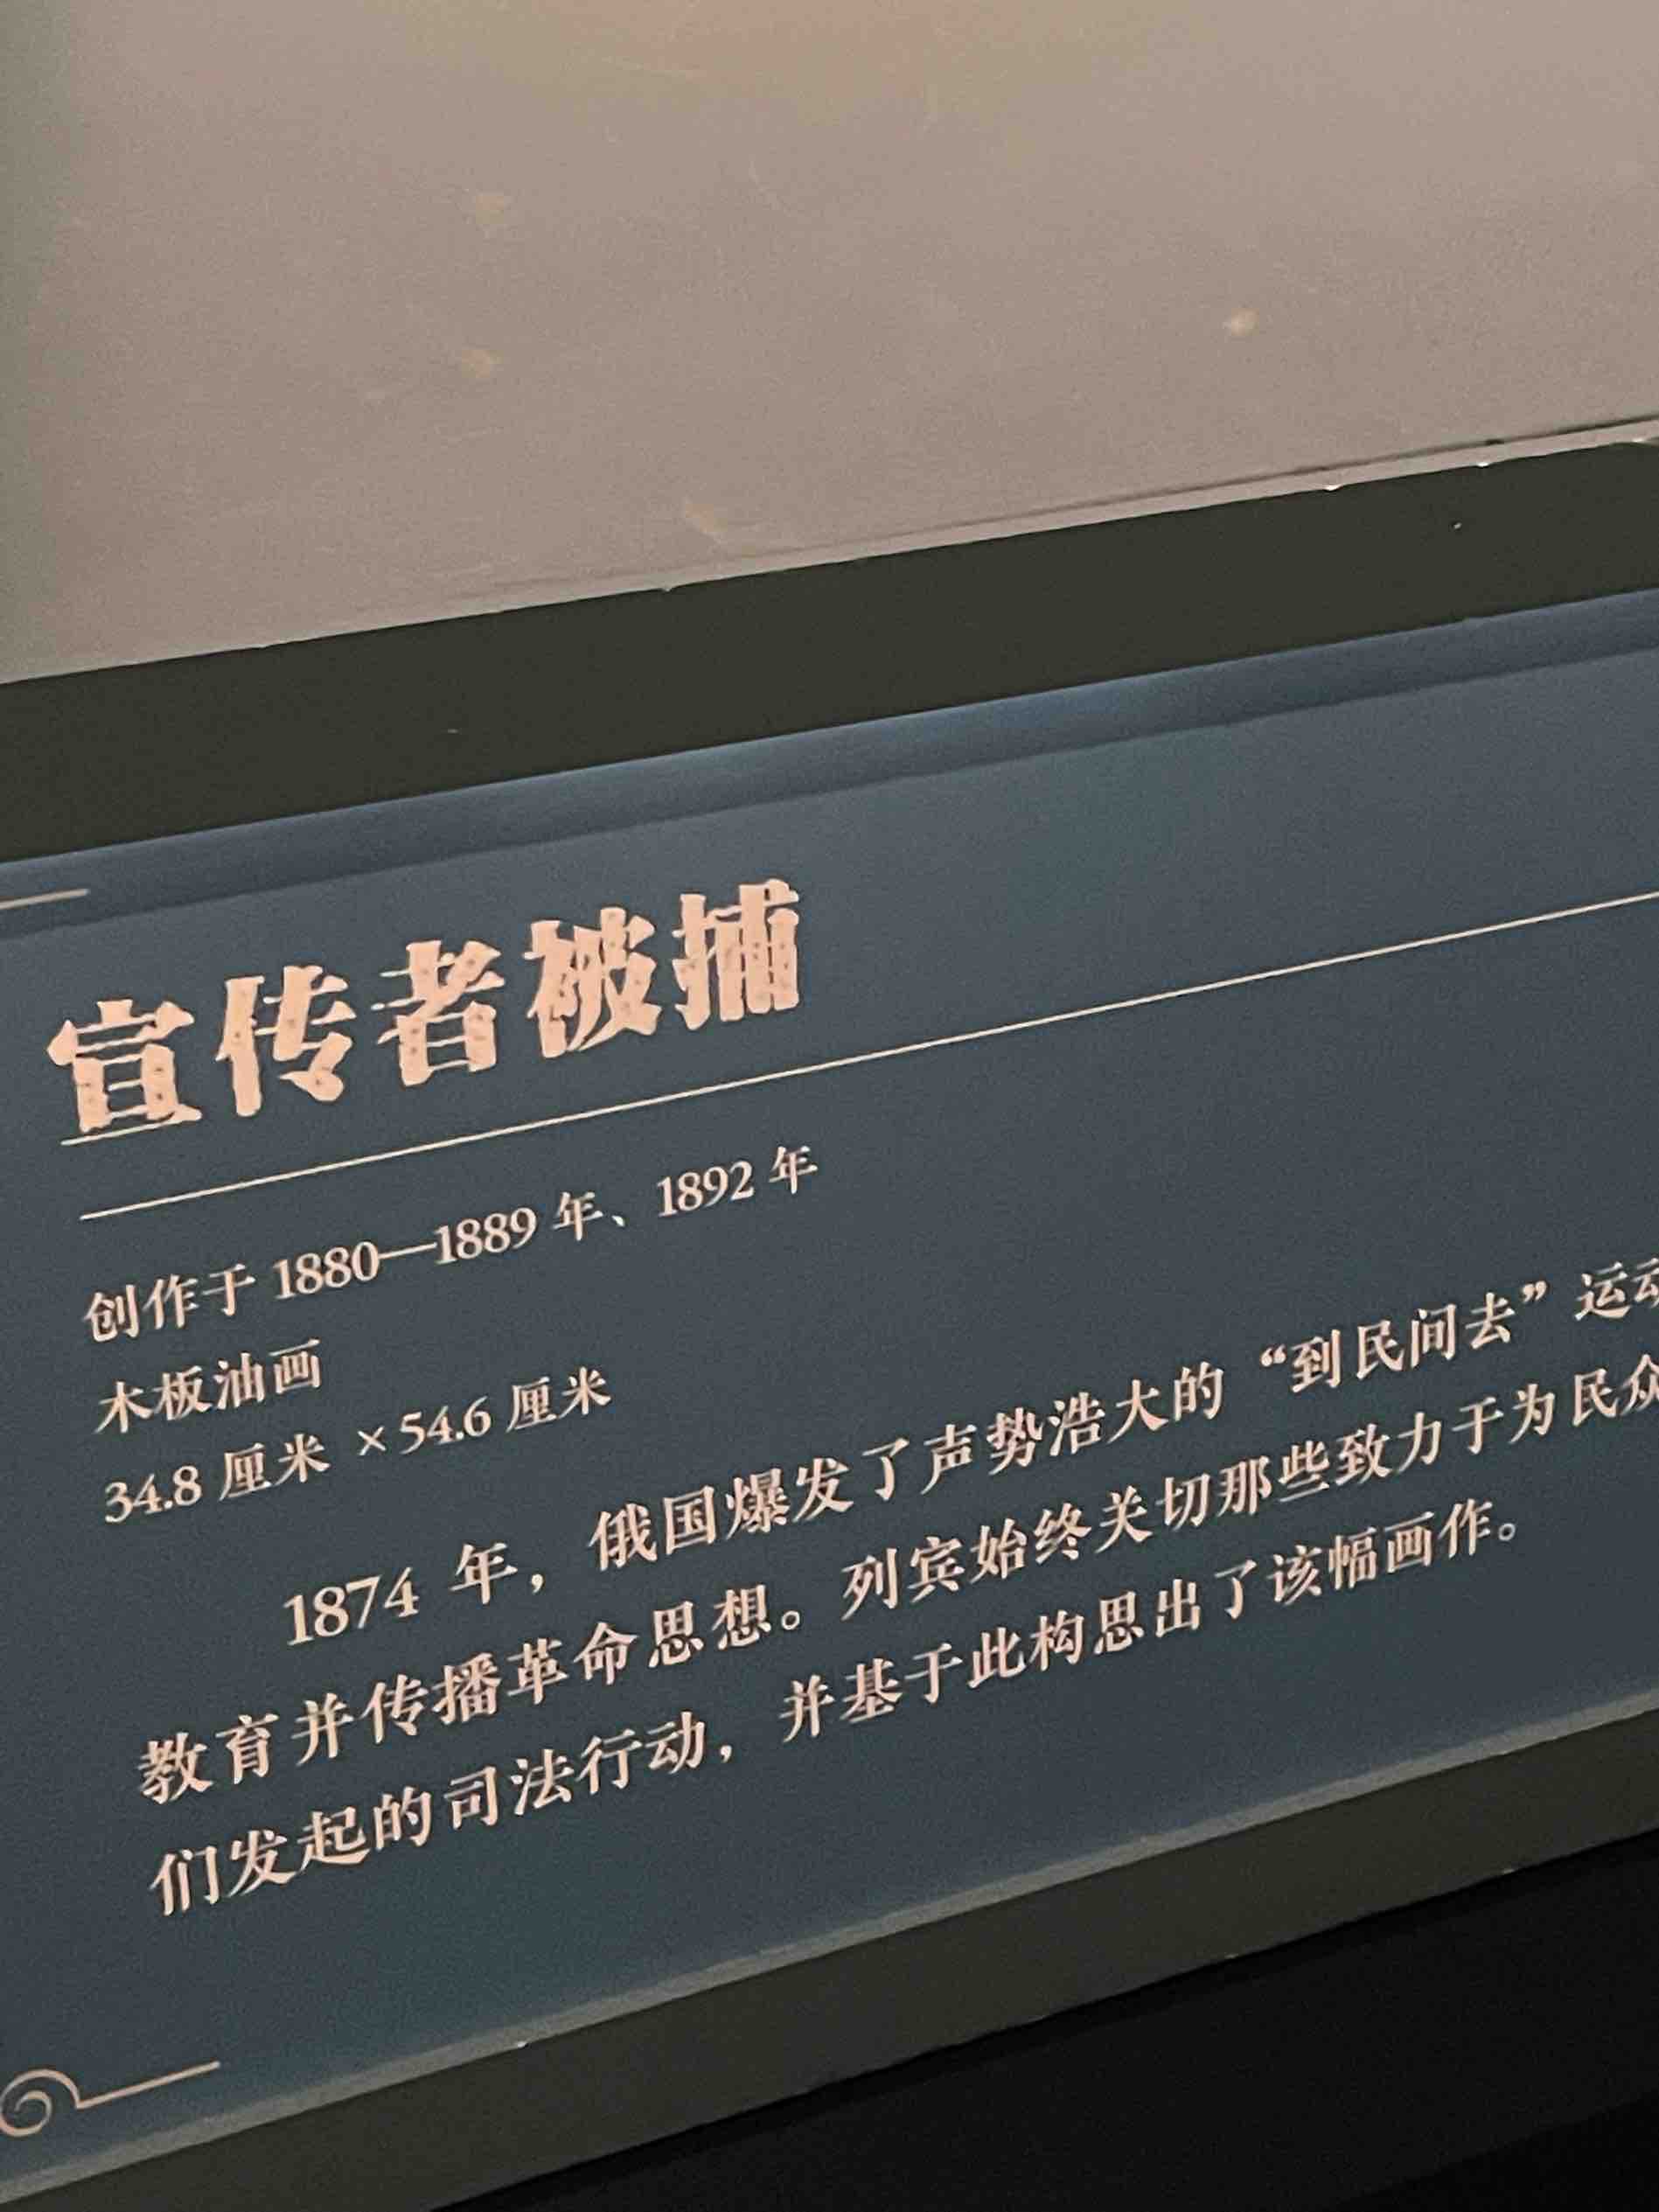 宣传者被捕
创作于 1880—1889 年、1892 年
木板油画
34.8 厘米 ×54.6 厘米
1874 年，俄国爆发了声势浩大的“到民间去”运动
教育并传播革命思想。列宾始终关切那些致力于为民众
们发起的司法行动，并基于此构思出了该幅画作。